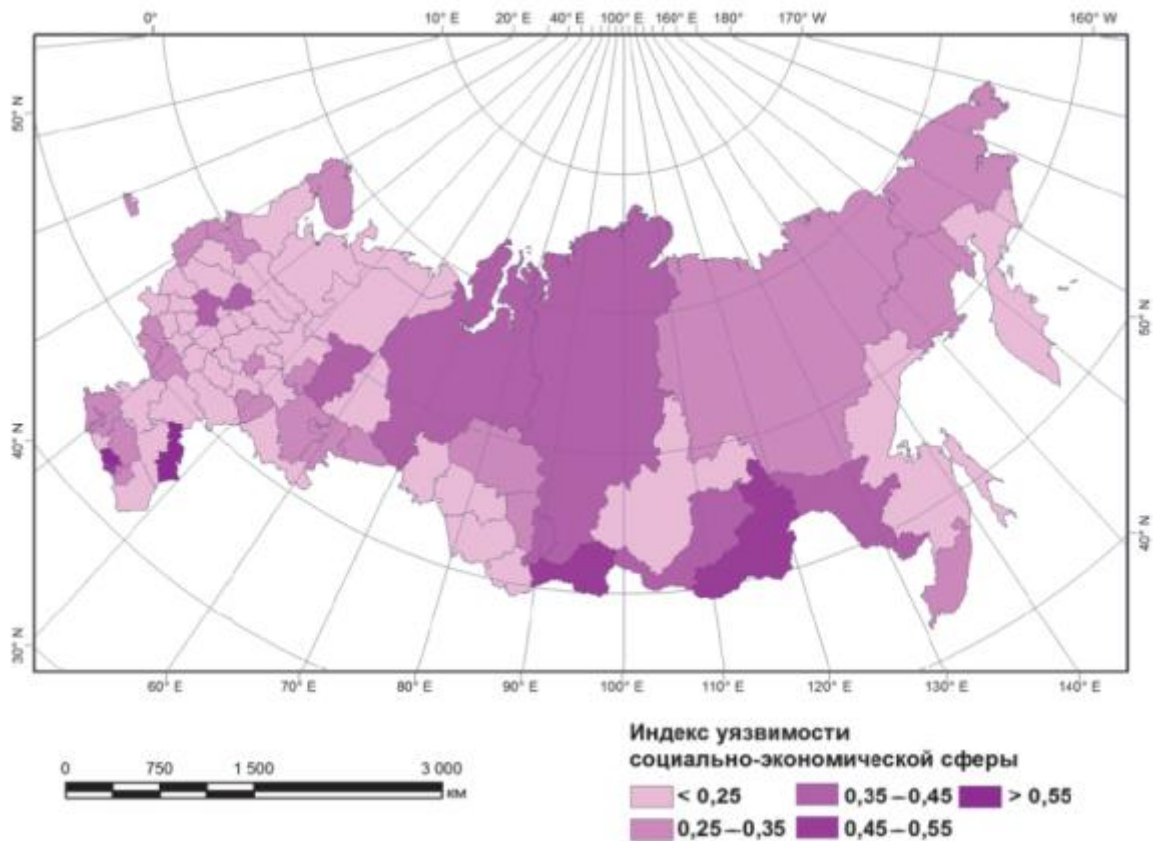 0° 10° E 20° E 40° E 100° E 160° E 180° 170° W 160° W
50° N
40° N
30° N
50° N
40° N
60° E 70° E 80° E 90° E 100° E 110° E 120° E 130° E 140° E
0 750 1 500 3 000
км
Индекс уязвимости
социально-экономической сферы
< 0,25 0,35–0,45 > 0,55
0,25–0,35 0,45–0,55